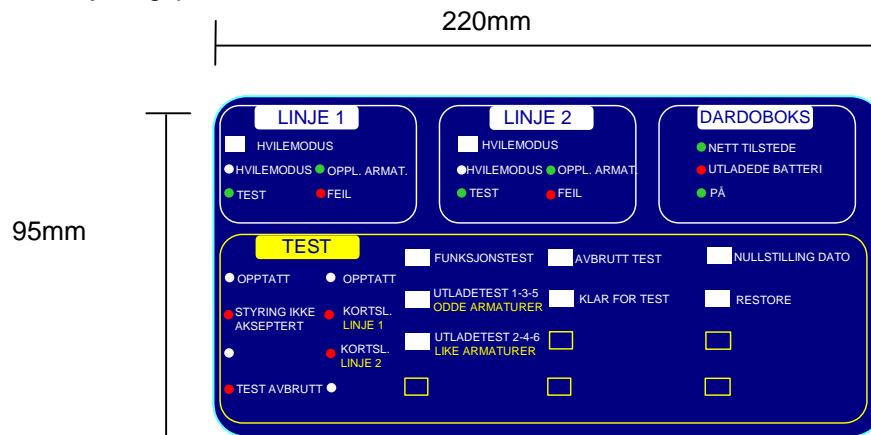 220mm
95mm
LINJE 1
HVILEMODUS
HVILEMODUS OPPL. ARMAT.
TEST FEIL
LINJE 2
HVILEMODUS
HVILEMODUS OPPL. ARMAT.
TEST FEIL
DARDOBOKS
NETT TILSTEDE
UTLADEDE BATTERI
PÅ
TEST
OPPTATT OPPTATT
STYRING IKKE
AKSEPTERT
KORTSL.
LINJE 1
KORTSL.
LINJE 2
TEST AVBRUTT
FUNKSJONSTEST
UTLADETEST 1-3-5
ODDE ARMATURER
UTLADETEST 2-4-6
LIKE ARMATURER
AVBRUTT TEST
KLAR FOR TEST
NULLSTILLING DATO
RESTORE